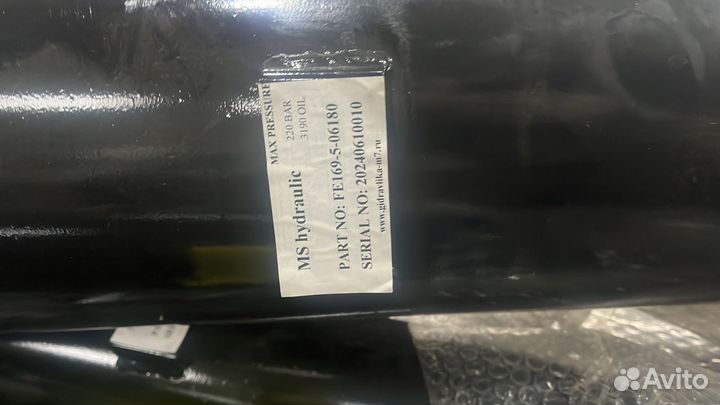 MAX PRESSURE
220 BAR
3190 OIL
MS hydraulic
PART NO: FE169-5-06180
SERIAL NO: 20240610010
www.gidravlika-m7.ru
Avito